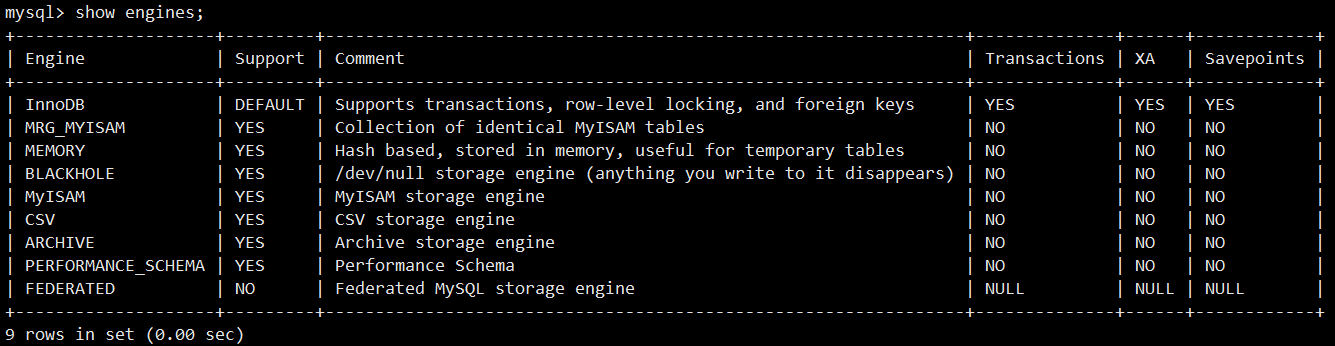 mysql> show engines;
+--------------------+---------+----------------------------------------------------------------+--------------+------+------------+
| Engine             | Support | Comment                                                        | Transactions | XA   | Savepoints |
+--------------------+---------+----------------------------------------------------------------+--------------+------+------------+
| InnoDB             | DEFAULT | Supports transactions, row-level locking, and foreign keys     | YES          | YES  | YES        |
| MRG_MYISAM         | YES     | Collection of identical MyISAM tables                          | NO           | NO   | NO         |
| MEMORY             | YES     | Hash based, stored in memory, useful for temporary tables      | NO           | NO   | NO         |
| BLACKHOLE          | YES     | /dev/null storage engine (anything you write to it disappears) | NO           | NO   | NO         |
| MyISAM             | YES     | MyISAM storage engine                                          | NO           | NO   | NO         |
| CSV                | YES     | CSV storage engine                                             | NO           | NO   | NO         |
| ARCHIVE            | YES     | Archive storage engine                                         | NO           | NO   | NO         |
| PERFORMANCE_SCHEMA | YES     | Performance Schema                                             | NO           | NO   | NO         |
| FEDERATED          | NO      | Federated MySQL storage engine                                 | NULL         | NULL | NULL       |
+--------------------+---------+----------------------------------------------------------------+--------------+------+------------+
9 rows in set (0.00 sec)